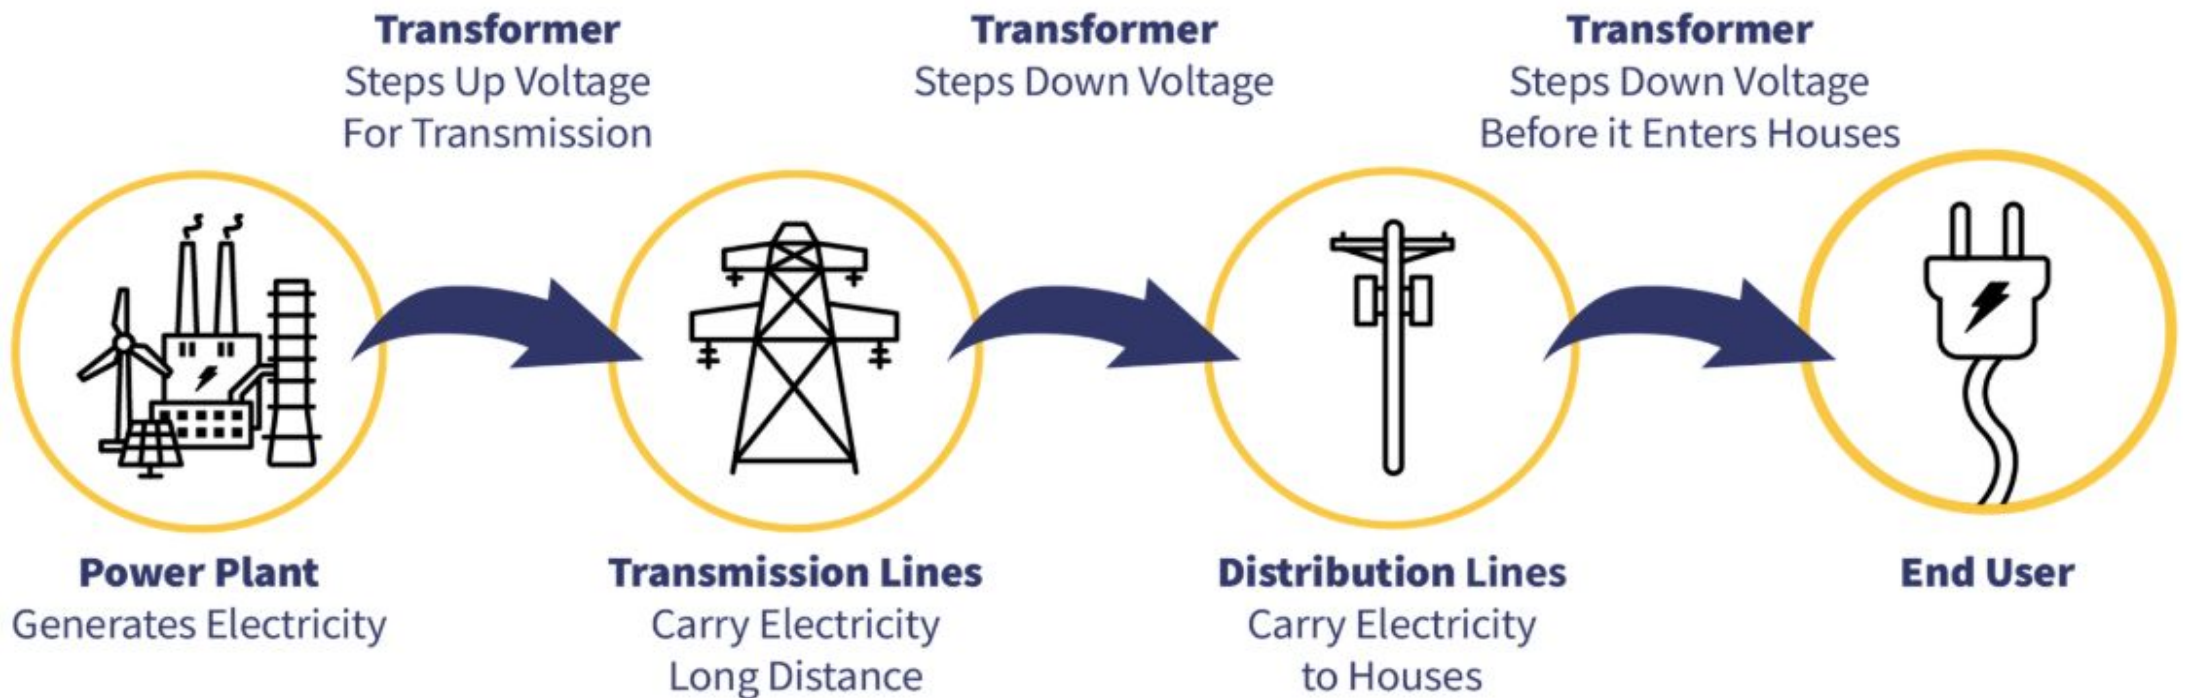 Transformer
Steps Up Voltage
For Transmission
Transformer
Steps Down Voltage
Transformer
Steps Down Voltage
Before it Enters Houses
Power Plant
Generates Electricity
Transmission Lines
Carry Electricity
Long Distance
Distribution Lines
Carry Electricity
to Houses
End User